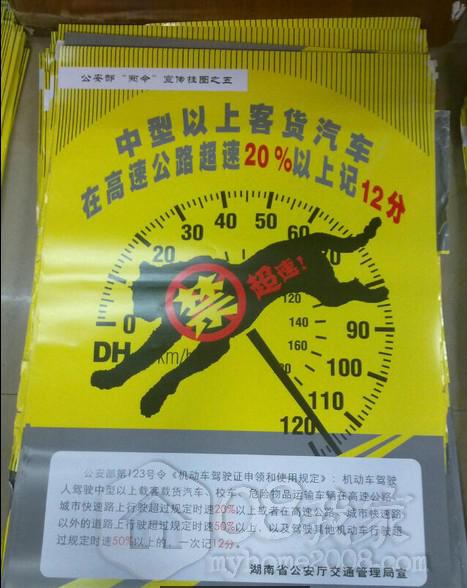 公安部“新令”宣传挂图之五
中型以上客货汽车
在高速公路超速20%以上记12分
0
20
30
40
50
60
90
100
110
120
120
140
160
180
DH
km/h
禁
超速！
公安部第123号令《机动车驾驶证申领和使用规定》：机动车驾驶
人驾驶中型以上载客载货汽车、校车、危险物品运输车辆在高速公路、
城市快速路上行驶超过规定时速20%以上或者在高速公路、城市快速路
以外的道路上行驶超过规定时速50%以上，以及驾驶其他机动车行驶超
过规定时速50%以上的，一次记12分。
湖南省公安厅交通管理局宣
myhome2008.com